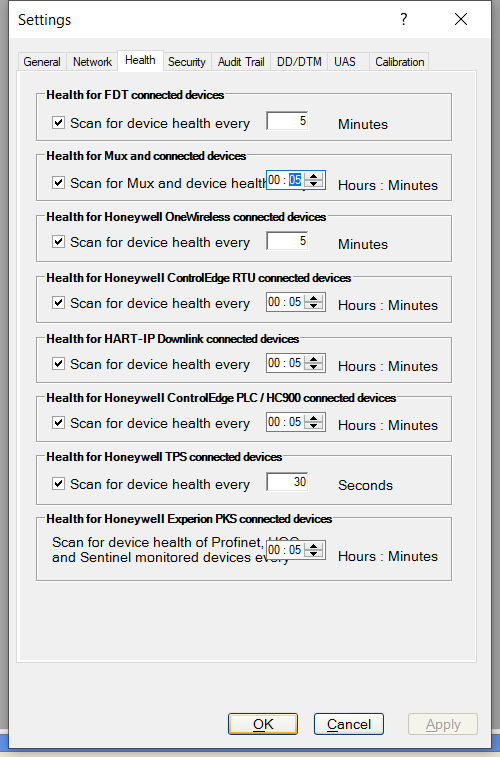 Settings
?
General Network Health Security Audit Trail DD/DTM UAS Calibration
Health for FDT connected devices
Scan for device health every 5 Minutes
Health for Mux and connected devices
Scan for Mux and device health 00 : 05 Hours : Minutes
Health for Honeywell OneWireless connected devices
Scan for device health every 5 Minutes
Health for Honeywell ControlEdge RTU connected devices
Scan for device health every 00 : 05 Hours : Minutes
Health for HART-IP Downlink connected devices
Scan for device health every 00 : 05 Hours : Minutes
Health for Honeywell ControlEdge PLC / HC900 connected devices
Scan for device health every 00 : 05 Hours : Minutes
Health for Honeywell TPS connected devices
Scan for device health every 30 Seconds
Health for Honeywell Experion PKS connected devices
Scan for device health of Profinet,
and Sentinel monitored devices every 00 : 05 Hours : Minutes
OK Cancel Apply